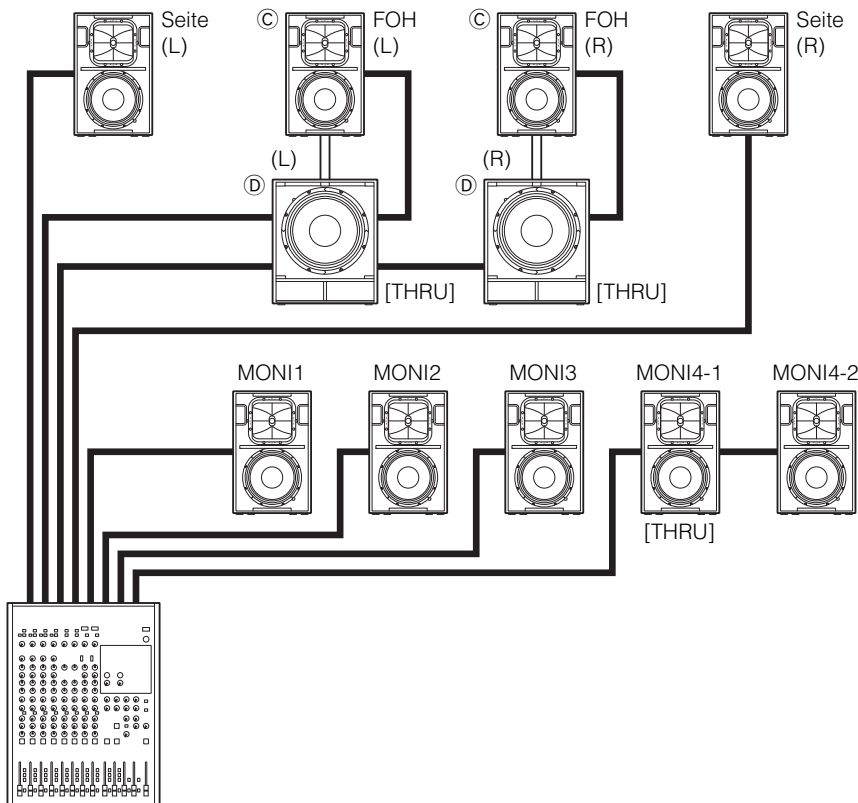 Seite
(L)
Ⓒ FOH
(L)
Ⓒ FOH
(R)
Seite
(R)
(L)
Ⓓ
(R)
Ⓓ
[THRU]
[THRU]
MONI1
MONI2
MONI3
MONI4-1
MONI4-2
[THRU]